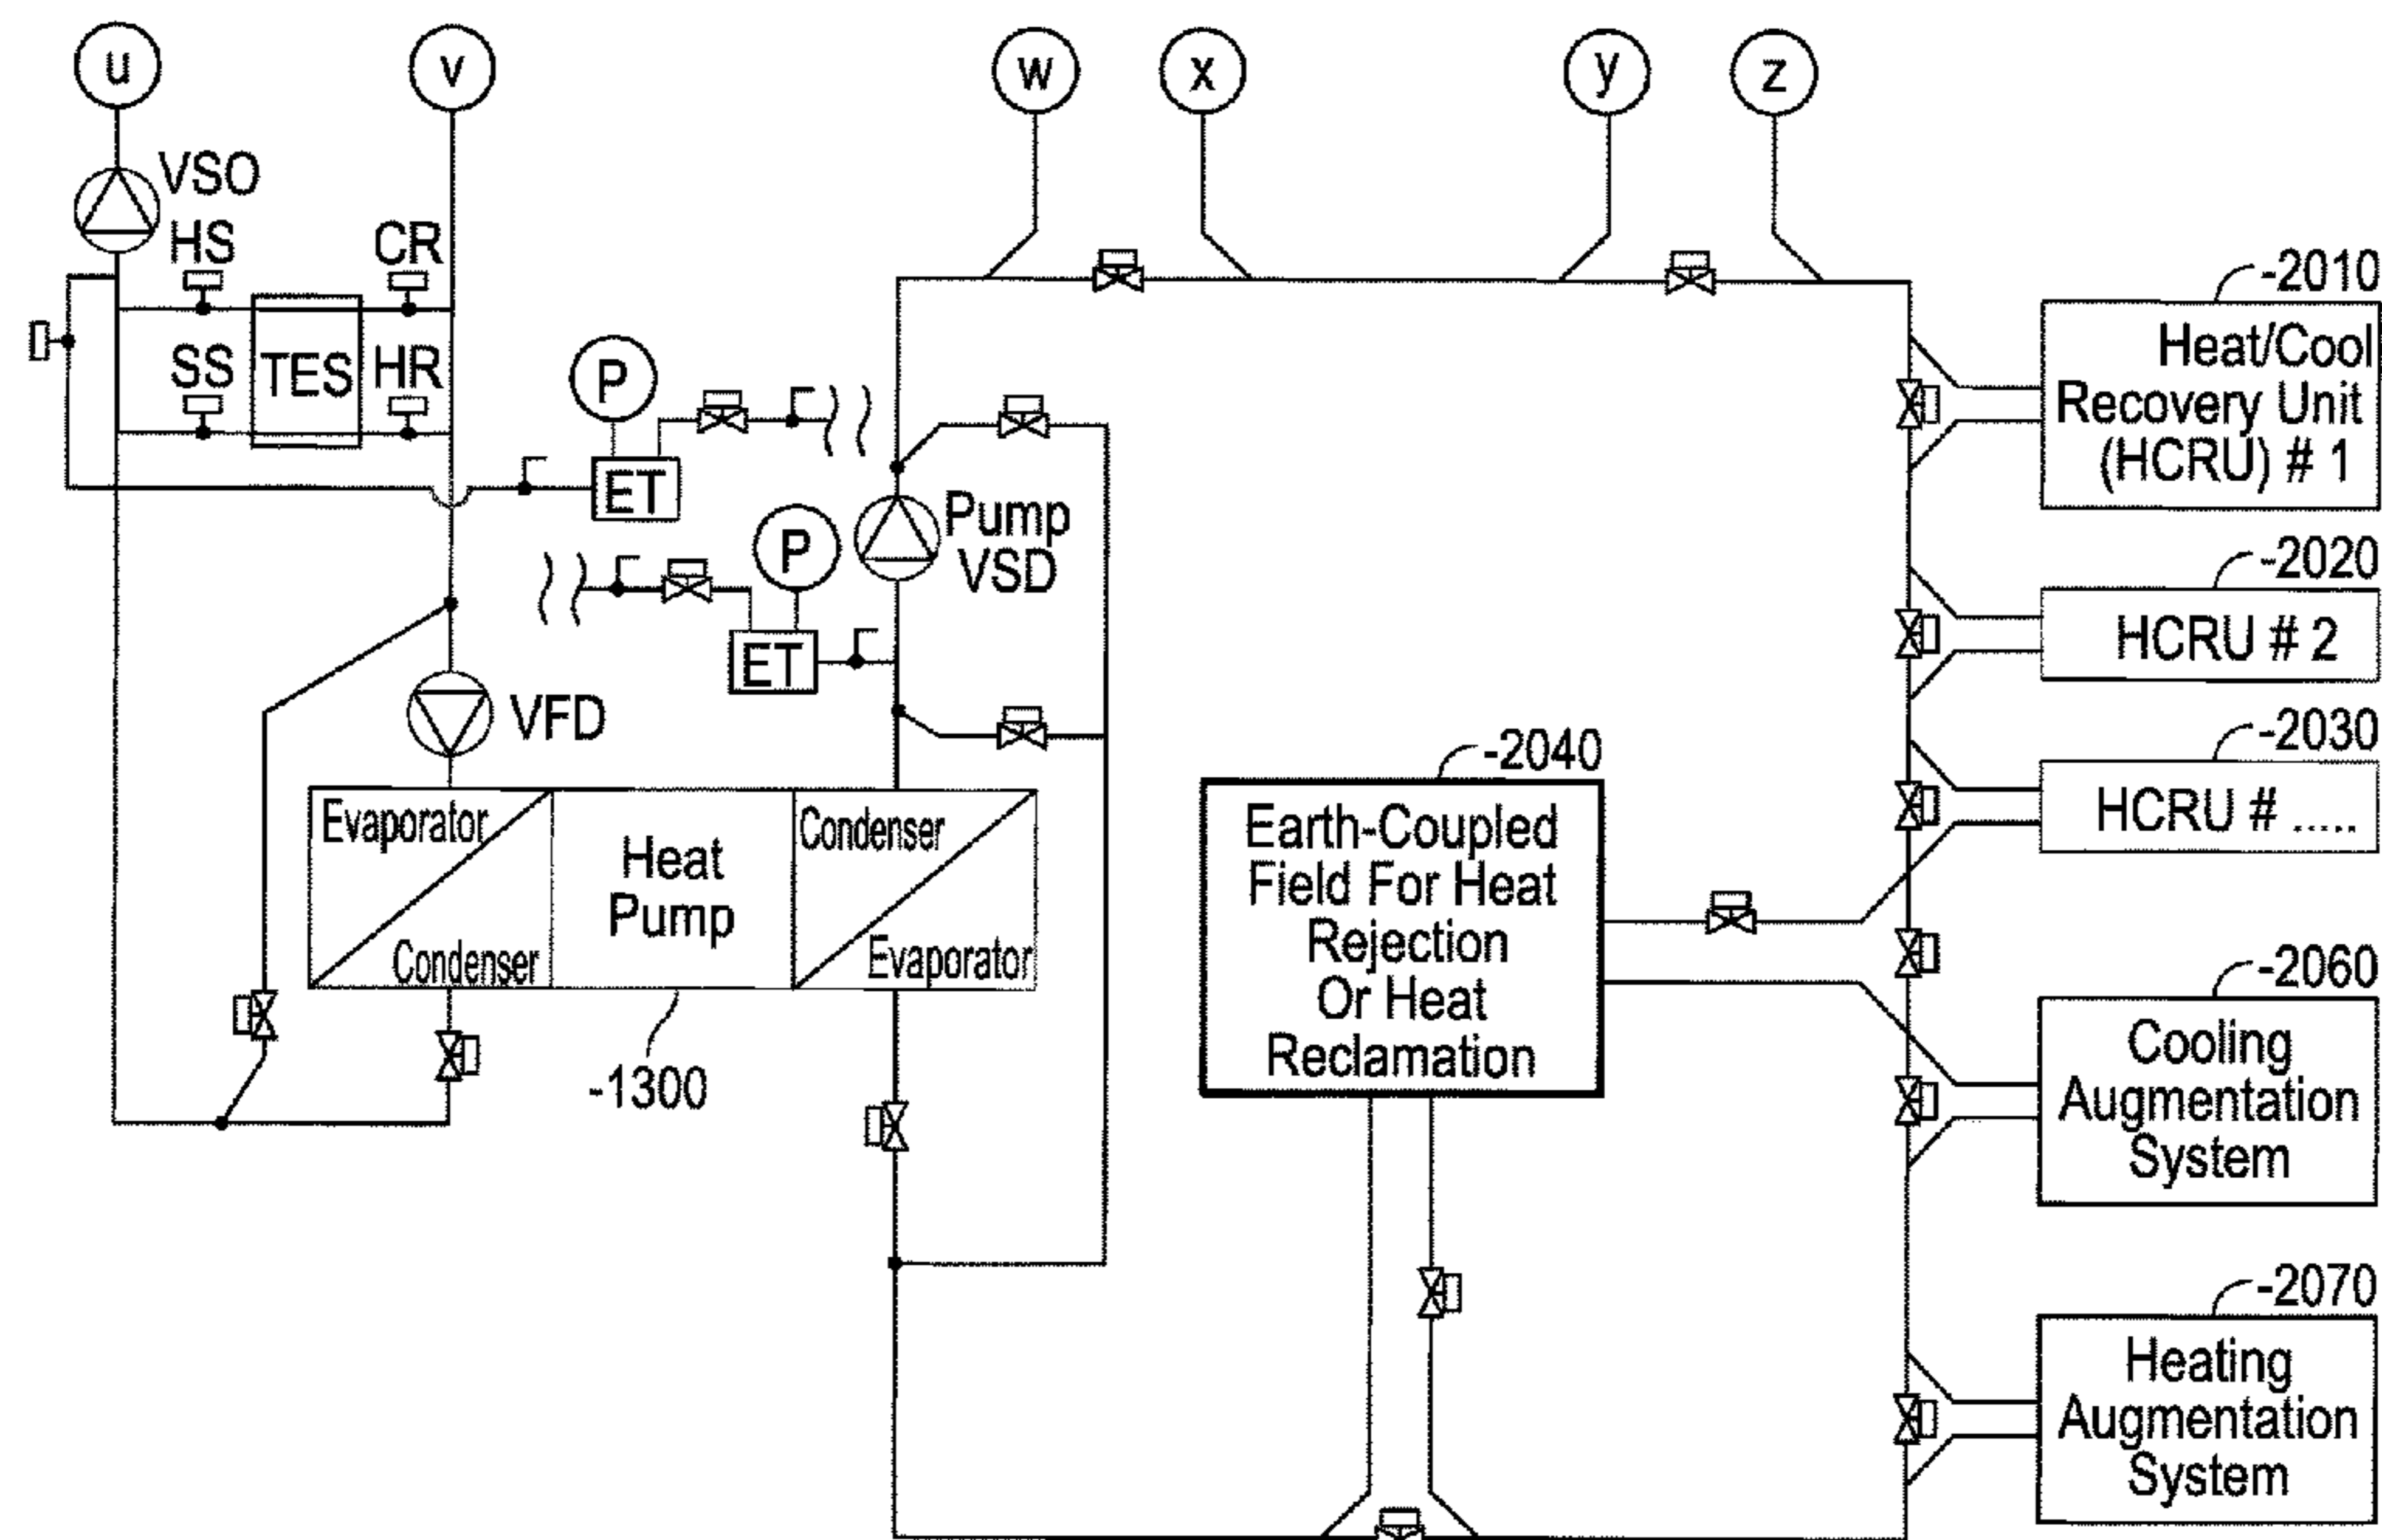 u
v
w
x
y
z
VSO
HS
CR
SS
TES
HR
P
ET
P
ET
Pump
VSD
VFD
Evaporator
Condenser
Heat
Pump
Condenser
Evaporator
-1300
-2010
Heat/Cool
Recovery Unit
(HCRU) # 1
-2020
HCRU # 2
-2030
HCRU # .....
-2040
Earth-Coupled
Field For Heat
Rejection
Or Heat
Reclamation
-2060
Cooling
Augmentation
System
-2070
Heating
Augmentation
System